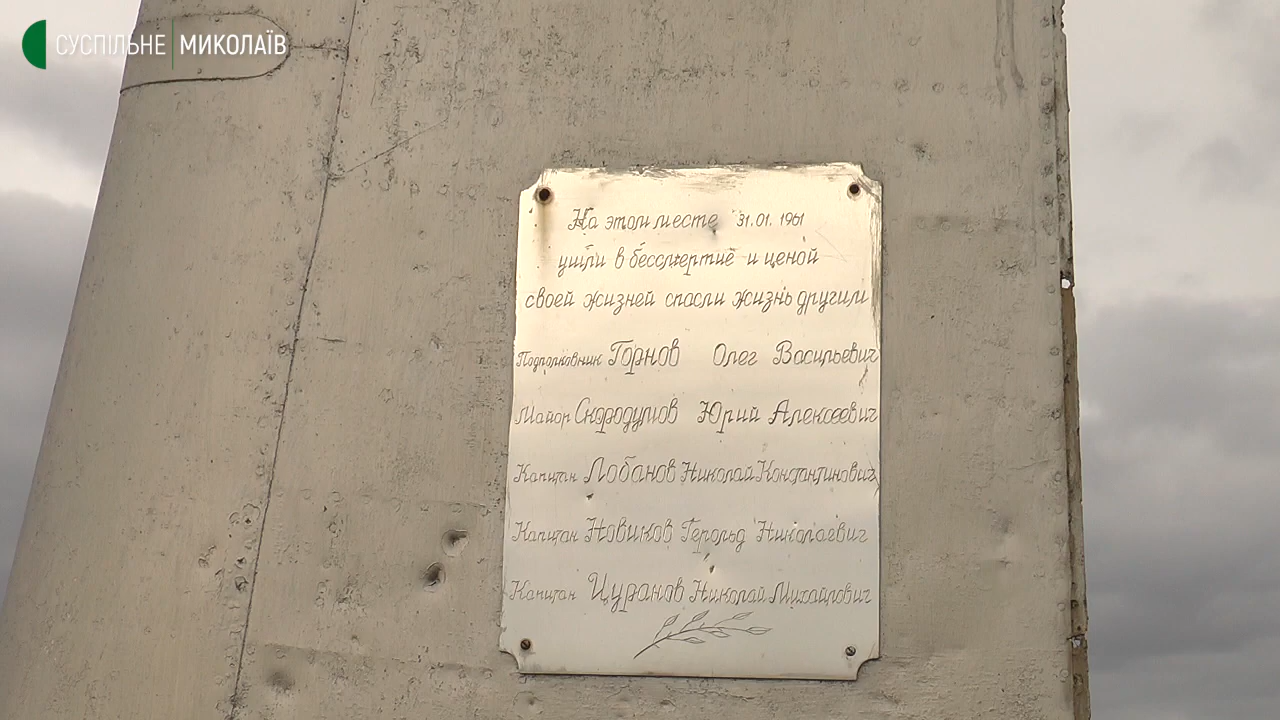 СУСПІЛЬНЕ МИКОЛАЇВ
На этом месте 31.01.1961
ушли в бессмертие и ценой
своей жизней спасли жизнь другим
Подполковник Горнов Олег Васильевич
Майор Скородумов Юрий Алексеевич
Капитан Лобанов Николай Константинович
Капитан Новиков Герольд Николаевич
Капитан Цуранов Николай Михайлович